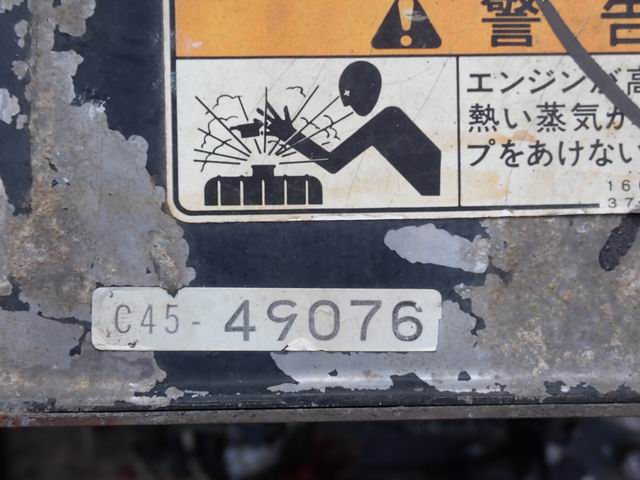 警告
エンジンが高
熱い蒸気が
プをあけない
16
37
C45-49076